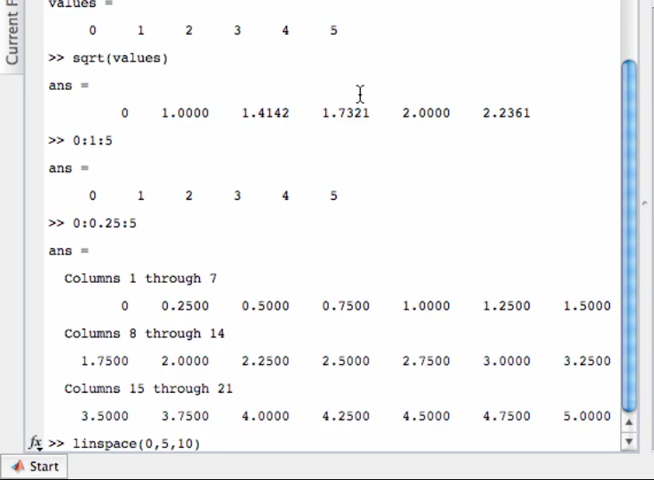 values =
0 1 2 3 4 5
>> sqrt(values)
ans =
0 1.0000 1.4142 1.7321 2.0000 2.2361
>> 0:1:5
ans =
0 1 2 3 4 5
>> 0:0.25:5
ans =
Columns 1 through 7
0 0.2500 0.5000 0.7500 1.0000 1.2500 1.5000
Columns 8 through 14
1.7500 2.0000 2.2500 2.5000 2.7500 3.0000 3.2500
Columns 15 through 21
3.5000 3.7500 4.0000 4.2500 4.5000 4.7500 5.0000
fx >> linspace(0,5,10)
Start
Current F